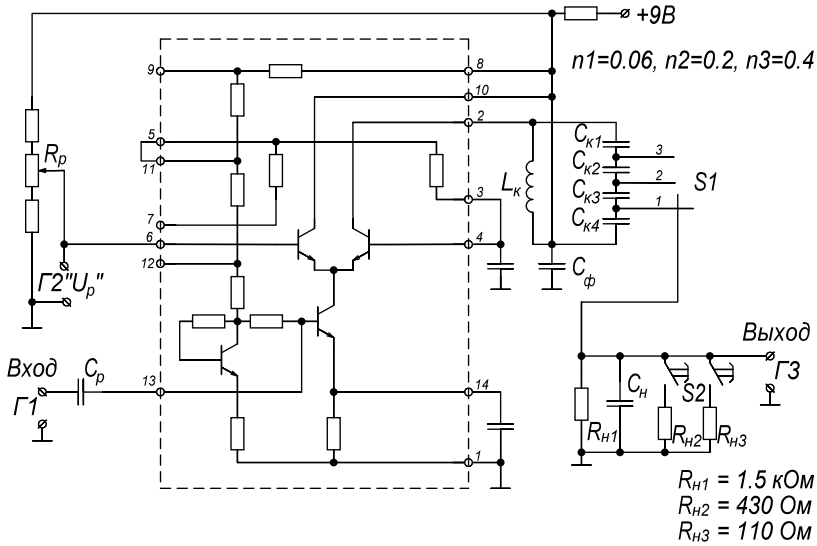 +9В
n1=0.06, n2=0.2, n3=0.4
9
8
10
2
5
11
Rр
Lк
Cк1
Cк2
Cк3
Cк4
3
2
1
S1
3
7
6
4
12
Cф
Г2"Uр"
Вход
Cр
13
Г1
14
1
Выход
Г3
Cн
S2
Rн1
Rн2
Rн3
Rн1 = 1.5 кОм
Rн2 = 430 Ом
Rн3 = 110 Ом